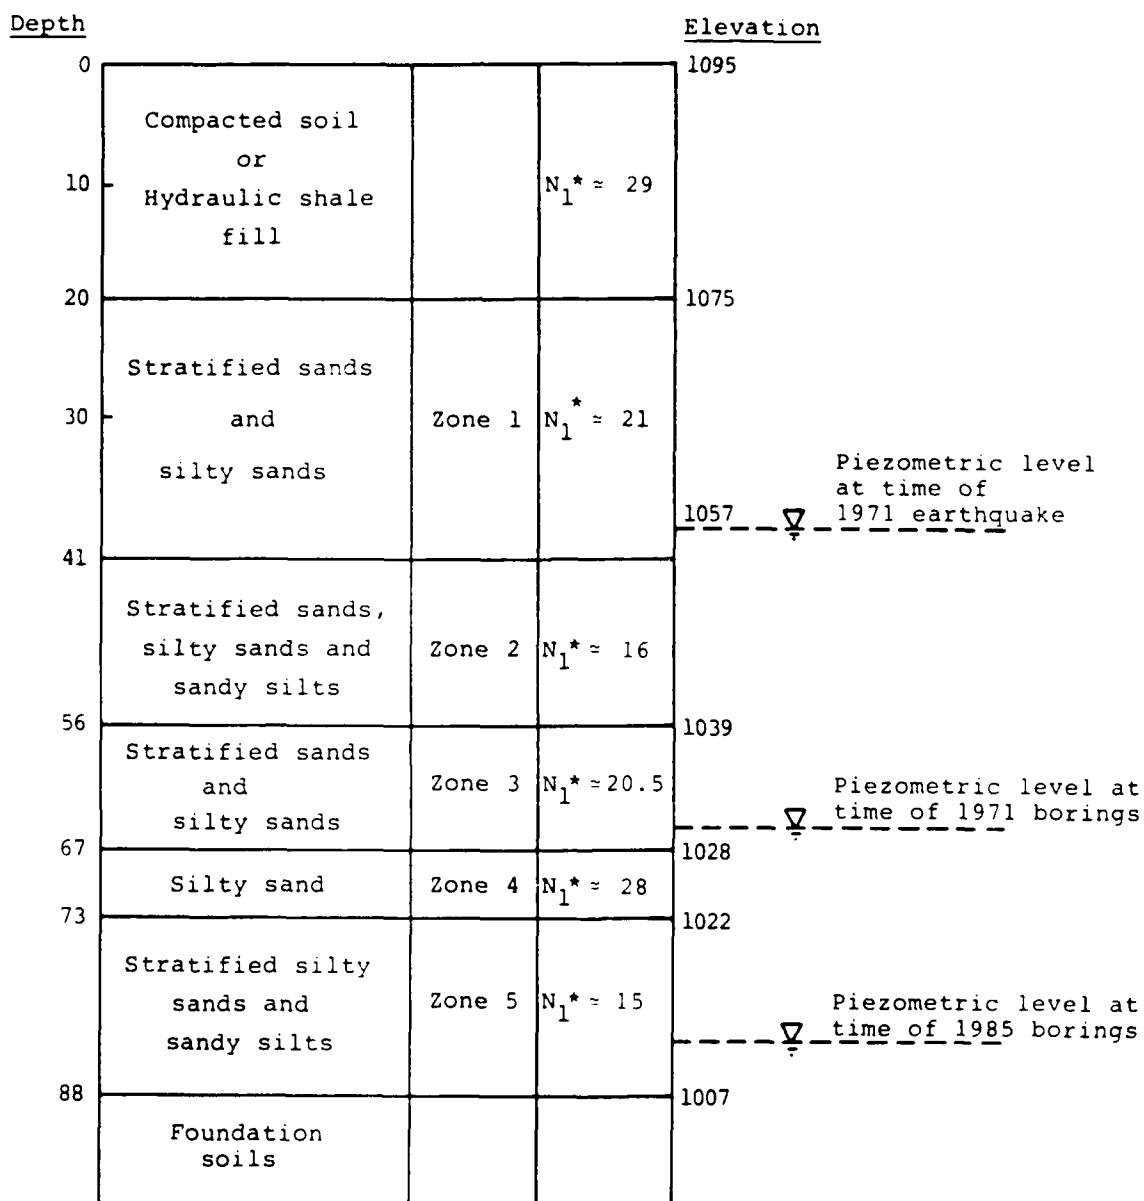 Depth
Elevation
0
1095
Compacted soil
or
10
Hydraulic shale
N1* ≃ 29
fill
20
1075
Stratified sands
30
and
Zone 1
N1* ≃ 21
silty sands
Piezometric level
at time of
1057
1971 earthquake
41
Stratified sands,
silty sands and
Zone 2
N1* ≃ 16
sandy silts
56
1039
Stratified sands
and
Zone 3
N1* ≃ 20.5
silty sands
Piezometric level at
time of 1971 borings
67
1028
Silty sand
Zone 4
N1* ≃ 28
73
1022
Stratified silty
sands and
Zone 5
N1* ≃ 15
sandy silts
Piezometric level at
time of 1985 borings
88
1007
Foundation
soils